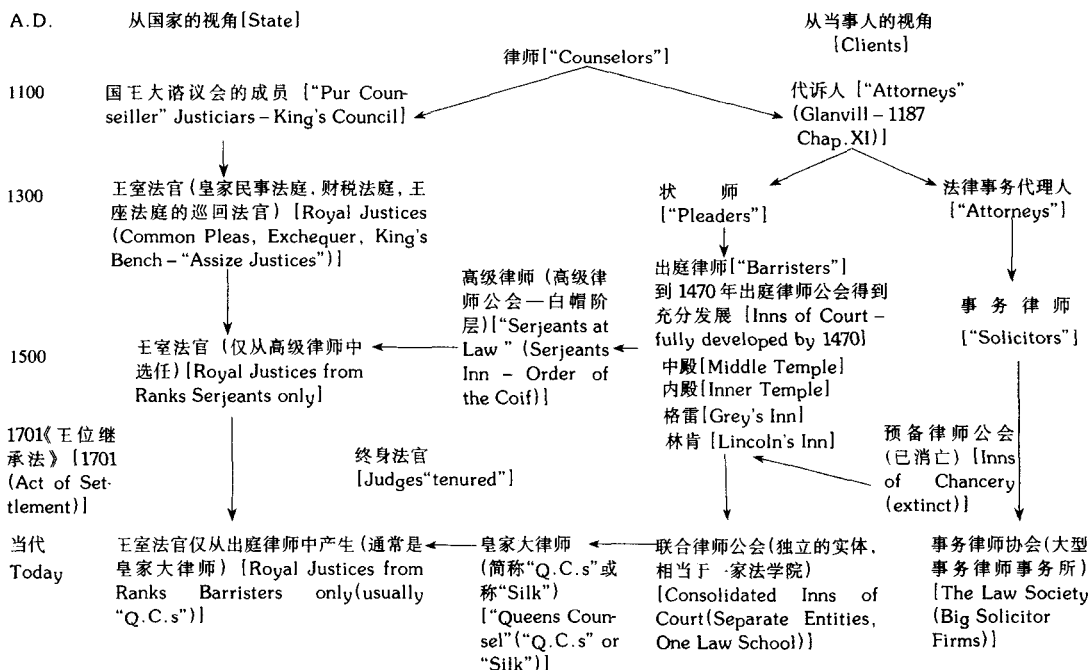 A.D.
从国家的视角[State]
从当事人的视角
[Clients]
律师["Counselors"]
1100
国王大谘议会的成员 ["Pur Coun-
seiller" Justiciars – King's Council]
代诉人 ["Attorneys"
(Glanvill – 1187
Chap. XI)]
1300
王室法官(皇家民事法庭, 财税法庭, 王
座法庭的巡回法官) [Royal Justices
(Common Pleas, Exchequer, King's
Bench – "Assize Justices")]
状 师
["Pleaders"]
法律事务代理人
["Attorneys"]
高级律师 (高级律
师公会—白帽阶
层)["Serjeants at
Law" (Serjeants
Inn – Order of
the Coif)]
出庭律师["Barristers"]
到 1470 年出庭律师公会得到
充分发展 [Inns of Court –
fully developed by 1470]
中殿[Middle Temple]
内殿[Inner Temple]
格雷[Grey's Inn]
林肯 [Lincoln's Inn]
事 务 律 师
["Solicitors"]
1500
王室法官 (仅从高级律师中
选任) [Royal Justices from
Ranks Serjeants only]
1701《王位继
承法》 [1701
(Act of Set-
tlement)]
终身法官
[Judges"tenured"]
预备律师公会
(已消亡) [Inns
of Chancery
(extinct)]
当代
Today
王室法官仅从出庭律师中产生(通常是
皇家大律师) [Royal Justices from
Ranks Barristers only(usually
"Q.C.s")]
皇家大律师
(简称"Q.C.s"或
称"Silk")
["Queens Coun-
sel"("Q.C.s" or
"Silk")]
联合律师公会(独立的实体,
相当于一家法学院)
[Consolidated Inns of
Court(Separate Entities,
One Law School)]
事务律师协会(大型
事务律师事务所)
[The Law Society
(Big Solicitor
Firms)]